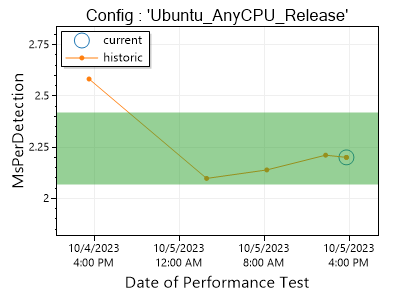 Config : 'Ubuntu_AnyCPU_Release'
current
historic
2.75
2.5
2.25
2
MsPerDetection
10/4/2023 10/5/2023 10/5/2023 10/5/2023
4:00 PM 12:00 AM 8:00 AM 4:00 PM
Date of Performance Test